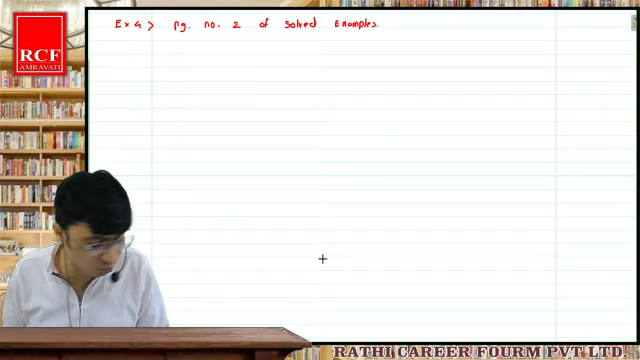 Ex 4> Pg. no. 2 of Solved Examples.
RCF
AMRAVATI
RATHI CAREER FOURM PVT LTD.